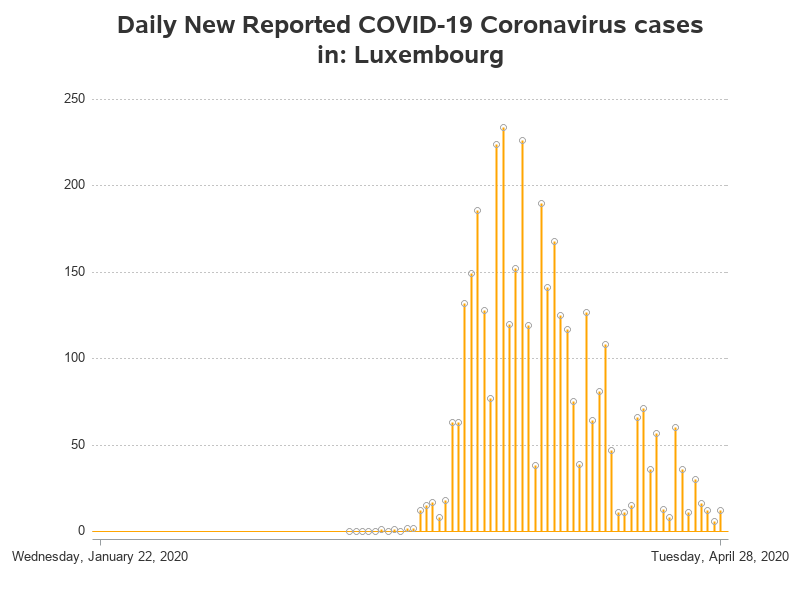 Daily New Reported COVID-19 Coronavirus cases
in: Luxembourg
250
200
150
100
50
0
Wednesday, January 22, 2020
Tuesday, April 28, 2020